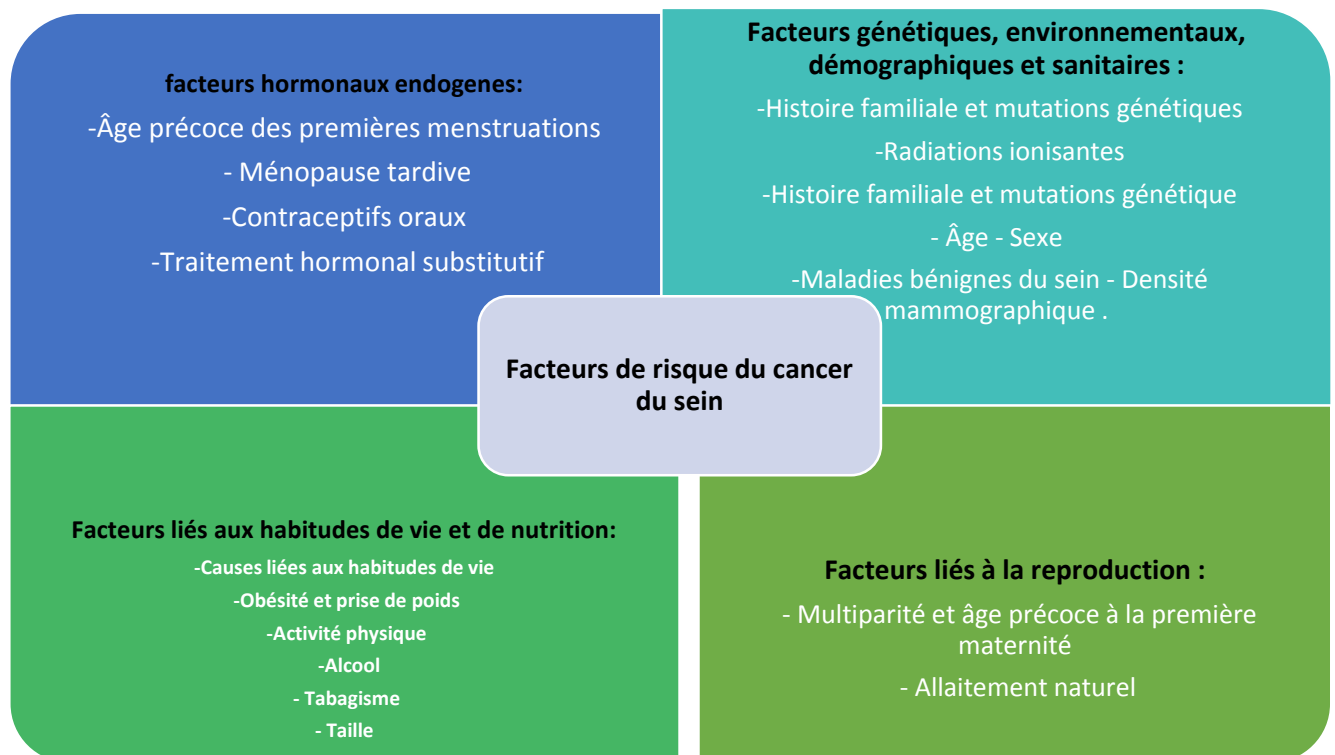 facteurs hormonaux endogenes:
-Âge précoce des premières menstruations
- Ménopause tardive
-Contraceptifs oraux
-Traitement hormonal substitutif
Facteurs génétiques, environnementaux,
démographiques et sanitaires :
-Histoire familiale et mutations génétiques
-Radiations ionisantes
-Histoire familiale et mutations génétique
- Âge - Sexe
-Maladies bénignes du sein - Densité
mammographique .
Facteurs de risque du cancer
du sein
Facteurs liés aux habitudes de vie et de nutrition:
-Causes liées aux habitudes de vie
-Obésité et prise de poids
-Activité physique
-Alcool
- Tabagisme
- Taille
Facteurs liés à la reproduction :
- Multiparité et âge précoce à la première
maternité
- Allaitement naturel